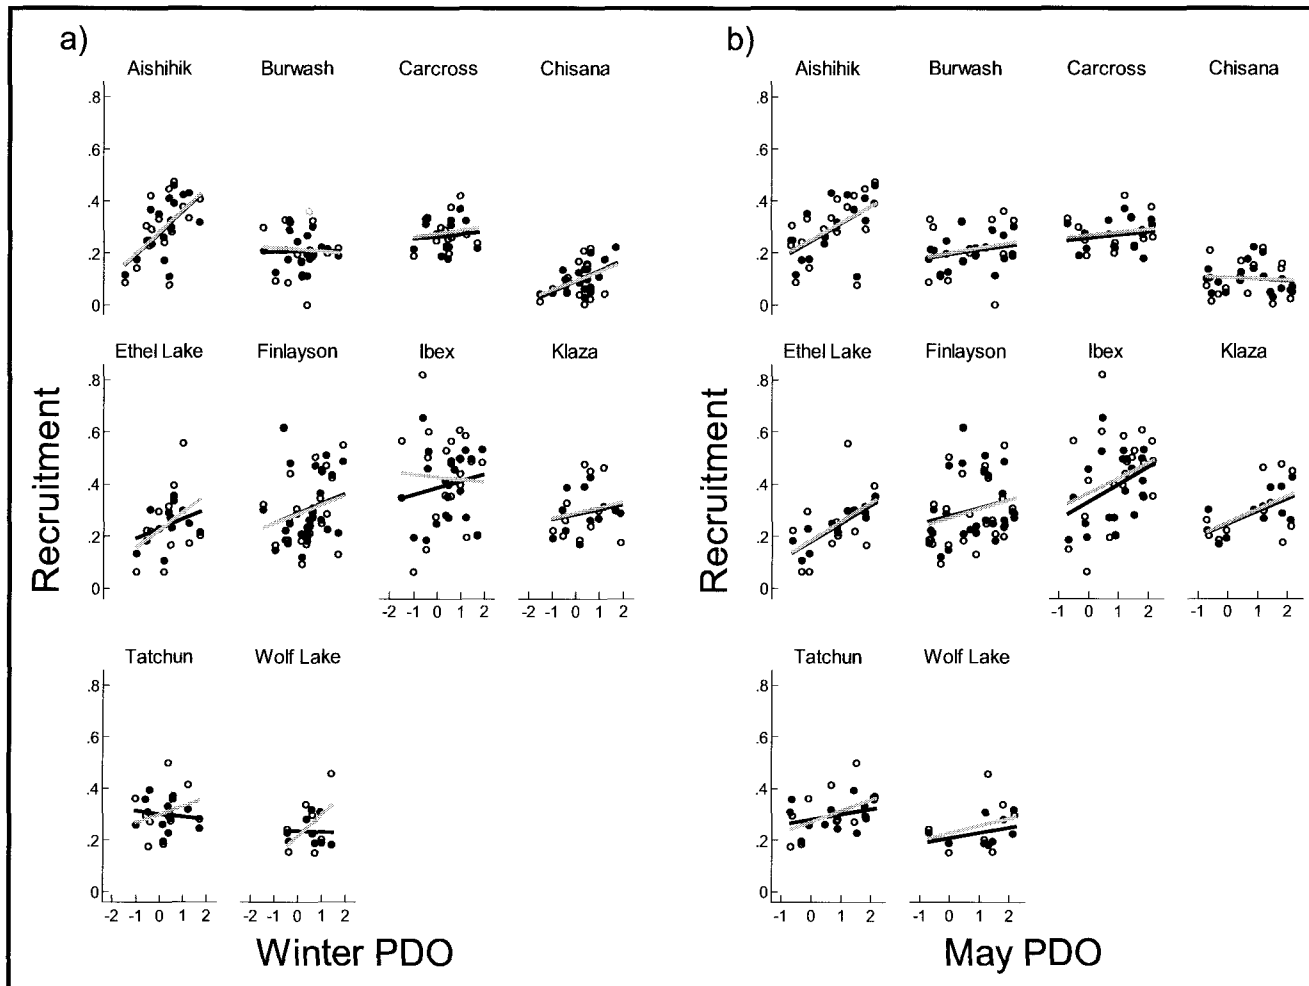 a)
Aishihik Burwash Carcross Chisana
.8
.6
.4
.2
0
Ethel Lake Finlayson Ibex Klaza
.8
.6
.4
.2
0
-2 -1 0 1 2 -2 -1 0 1 2
Tatchun Wolf Lake
.8
.6
.4
.2
0
-2 -1 0 1 2 -2 -1 0 1 2
Recruitment
Winter PDO
b)
Aishihik Burwash Carcross Chisana
.8
.6
.4
.2
0
Ethel Lake Finlayson Ibex Klaza
.8
.6
.4
.2
0
-1 0 1 2 -1 0 1 2
Tatchun Wolf Lake
.8
.6
.4
.2
0
-1 0 1 2 -1 0 1 2
Recruitment
May PDO